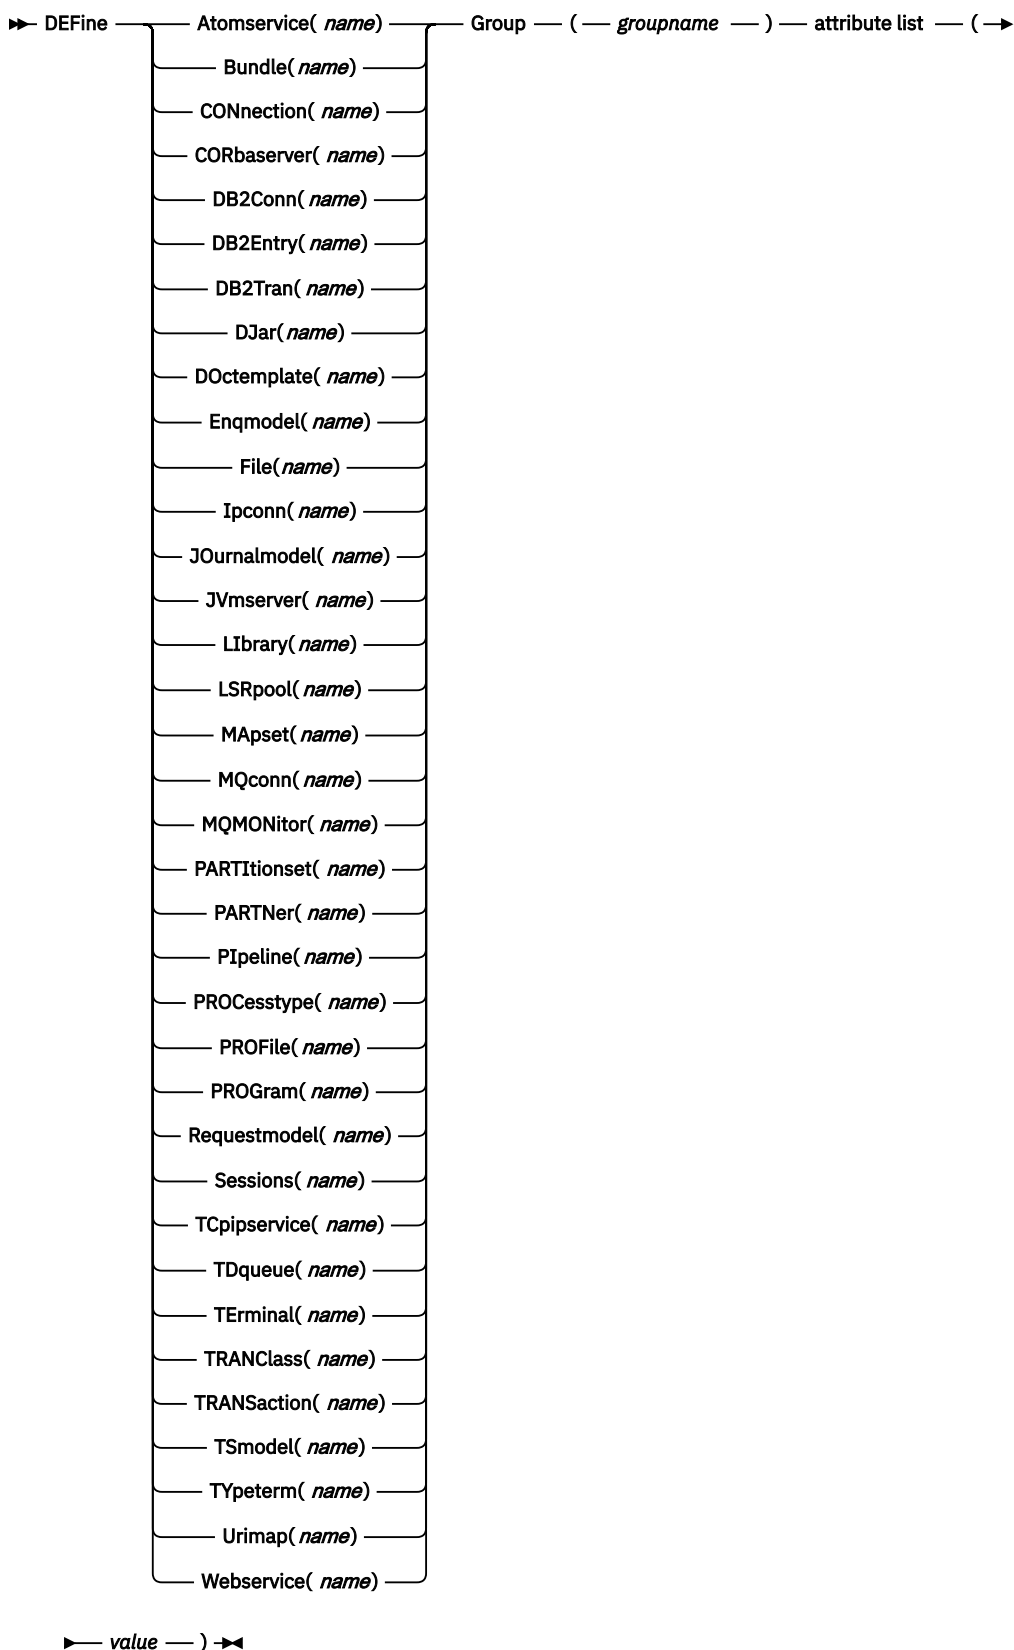 DEFine Atomservice( name) Group ( groupname ) attribute list (
Bundle( name)
CONnection( name)
CORbaserver( name)
DB2Conn( name)
DB2Entry( name)
DB2Tran( name)
DJar( name)
DOctemplate( name)
Enqmodel( name)
File( name)
Ipconn( name)
JOurnalmodel( name)
JVmserver( name)
LIbrary( name)
LSRpool( name)
MApset( name)
MQconn( name)
MQMONitor( name)
PARTItionset( name)
PARTNer( name)
PIpeline( name)
PROCesstype( name)
PROFile( name)
PROGram( name)
Requestmodel( name)
Sessions( name)
TCpipservice( name)
TDqueue( name)
TErminal( name)
TRANClass( name)
TRANSaction( name)
TSmodel( name)
TYpeterm( name)
Urimap( name)
Webservice( name)
value )